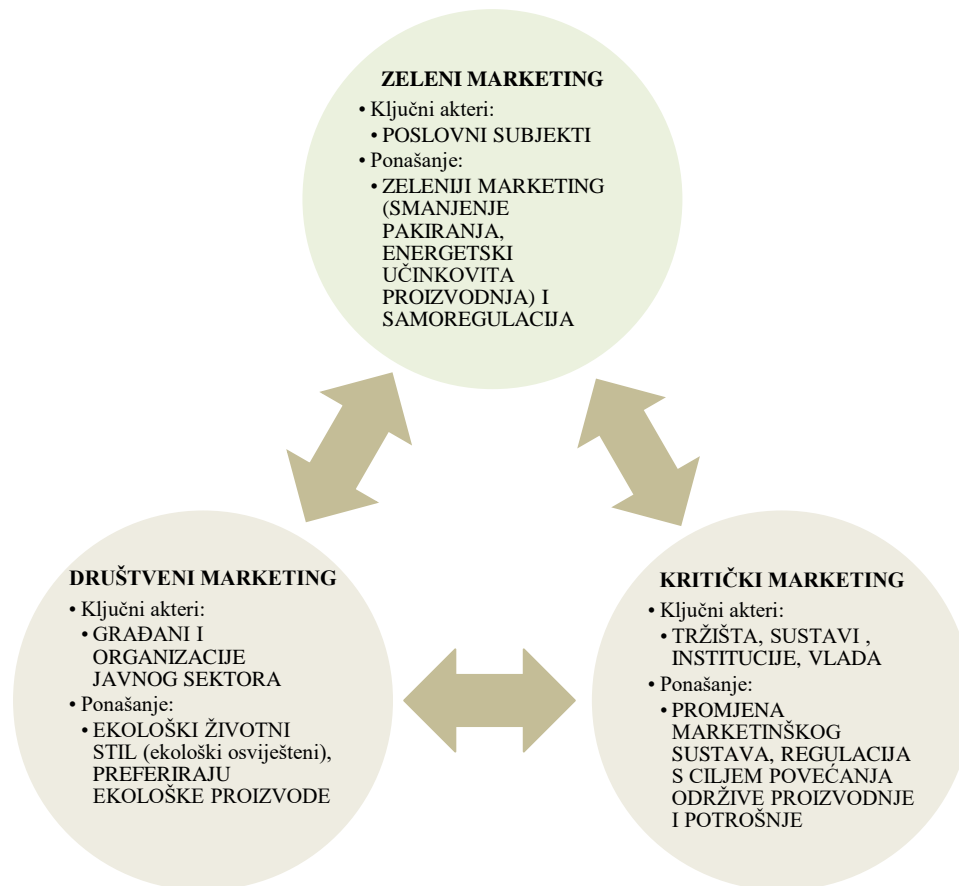 ZELENI MARKETING
• Ključni akteri:
• POSLOVNI SUBJEKTI
• Ponašanje:
• ZELENIJI MARKETING
(SMANJENJE
PAKIRANJA,
ENERGETSKI
UČINKOVITA
PROIZVODNJA) I
SAMOREGULACIJA
DRUŠTVENI MARKETING
• Ključni akteri:
• GRAĐANI I
ORGANIZACIJE
JAVNOG SEKTORA
• Ponašanje:
• EKOLOŠKI ŽIVOTNI
STIL (ekološki osviješteni),
PREFERIRAJU
EKOLOŠKE PROIZVODE
KRITIČKI MARKETING
• Ključni akteri:
• TRŽIŠTA, SUSTAVI ,
INSTITUCIJE, VLADA
• Ponašanje:
• PROMJENA
MARKETINŠKOG
SUSTAVA, REGULACIJA
S CILJEM POVEĆANJA
ODRŽIVE PROIZVODNJE
I POTROŠNJE